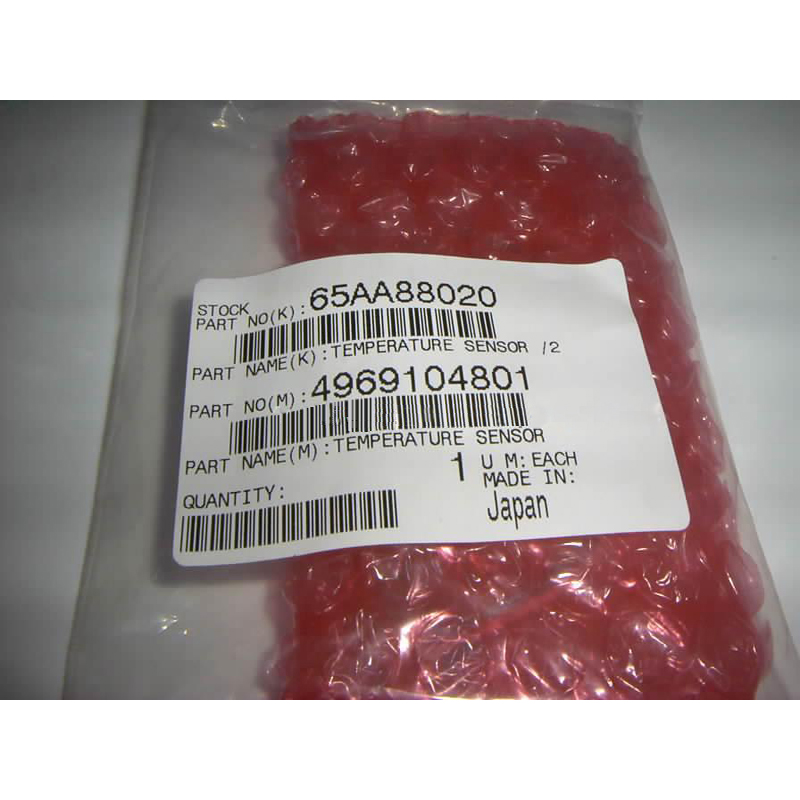 STOCK
PART NO(K): 65AA88020
PART NAME(K): TEMPERATURE SENSOR /2
PART NO(M): 4969104801
PART NAME(M): TEMPERATURE SENSOR
QUANTITY: 1 U M: EACH
MADE IN:
Japan